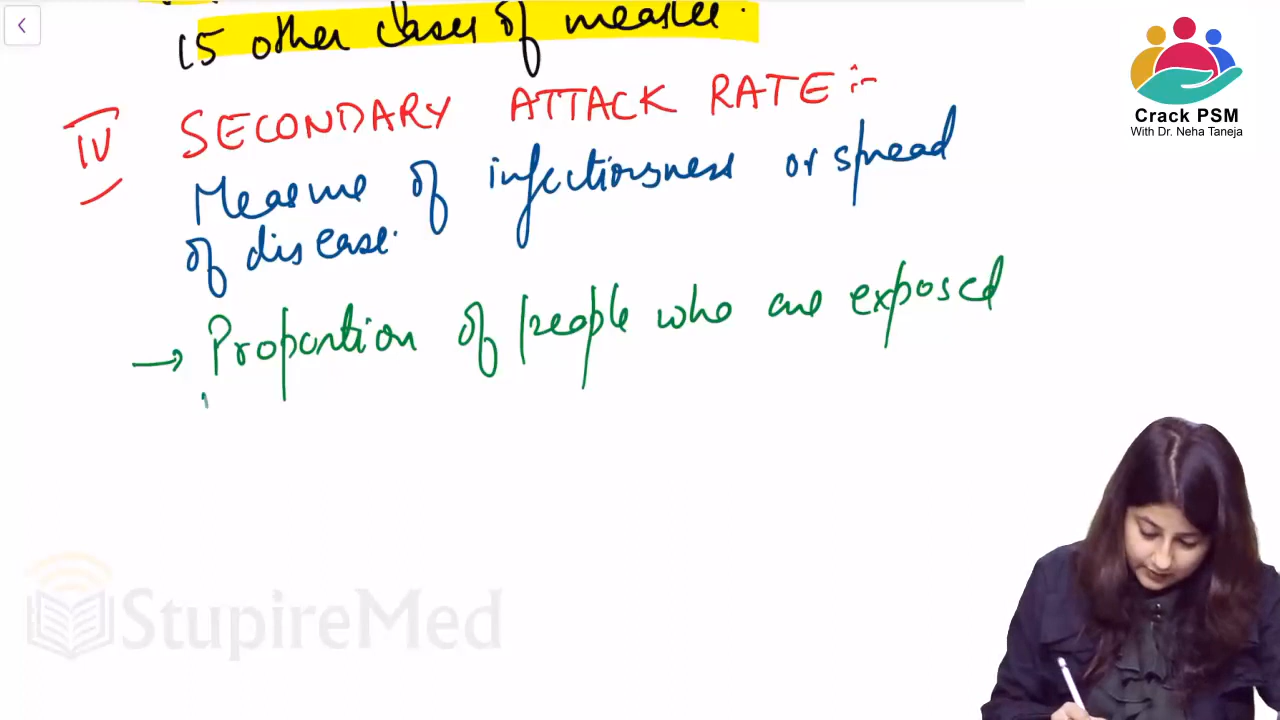 15 other cases of measles.
IV SECONDARY ATTACK RATE :-
Measure of infectiousness or spread
of disease.
→ Proportion of people who are exposed
Crack PSM
With Dr. Neha Taneja
StupireMed